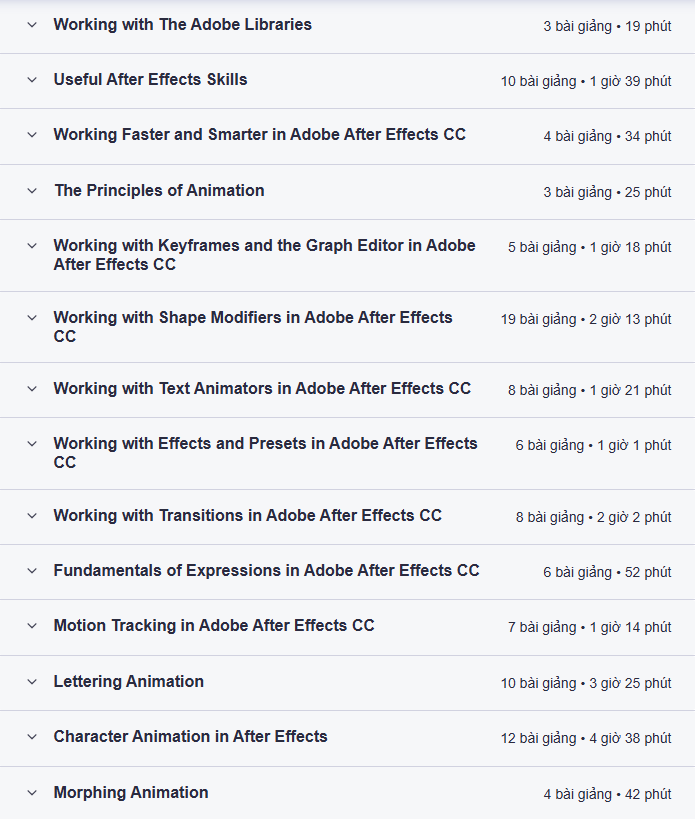 Working with The Adobe Libraries
3 bài giảng • 19 phút
Useful After Effects Skills
10 bài giảng • 1 giờ 39 phút
Working Faster and Smarter in Adobe After Effects CC
4 bài giảng • 34 phút
The Principles of Animation
3 bài giảng • 25 phút
Working with Keyframes and the Graph Editor in Adobe
After Effects CC
5 bài giảng • 1 giờ 18 phút
Working with Shape Modifiers in Adobe After Effects
CC
19 bài giảng • 2 giờ 13 phút
Working with Text Animators in Adobe After Effects CC
8 bài giảng • 1 giờ 21 phút
Working with Effects and Presets in Adobe After Effects
CC
6 bài giảng • 1 giờ 1 phút
Working with Transitions in Adobe After Effects CC
8 bài giảng • 2 giờ 2 phút
Fundamentals of Expressions in Adobe After Effects CC
6 bài giảng • 52 phút
Motion Tracking in Adobe After Effects CC
7 bài giảng • 1 giờ 14 phút
Lettering Animation
10 bài giảng • 3 giờ 25 phút
Character Animation in After Effects
12 bài giảng • 4 giờ 38 phút
Morphing Animation
4 bài giảng • 42 phút